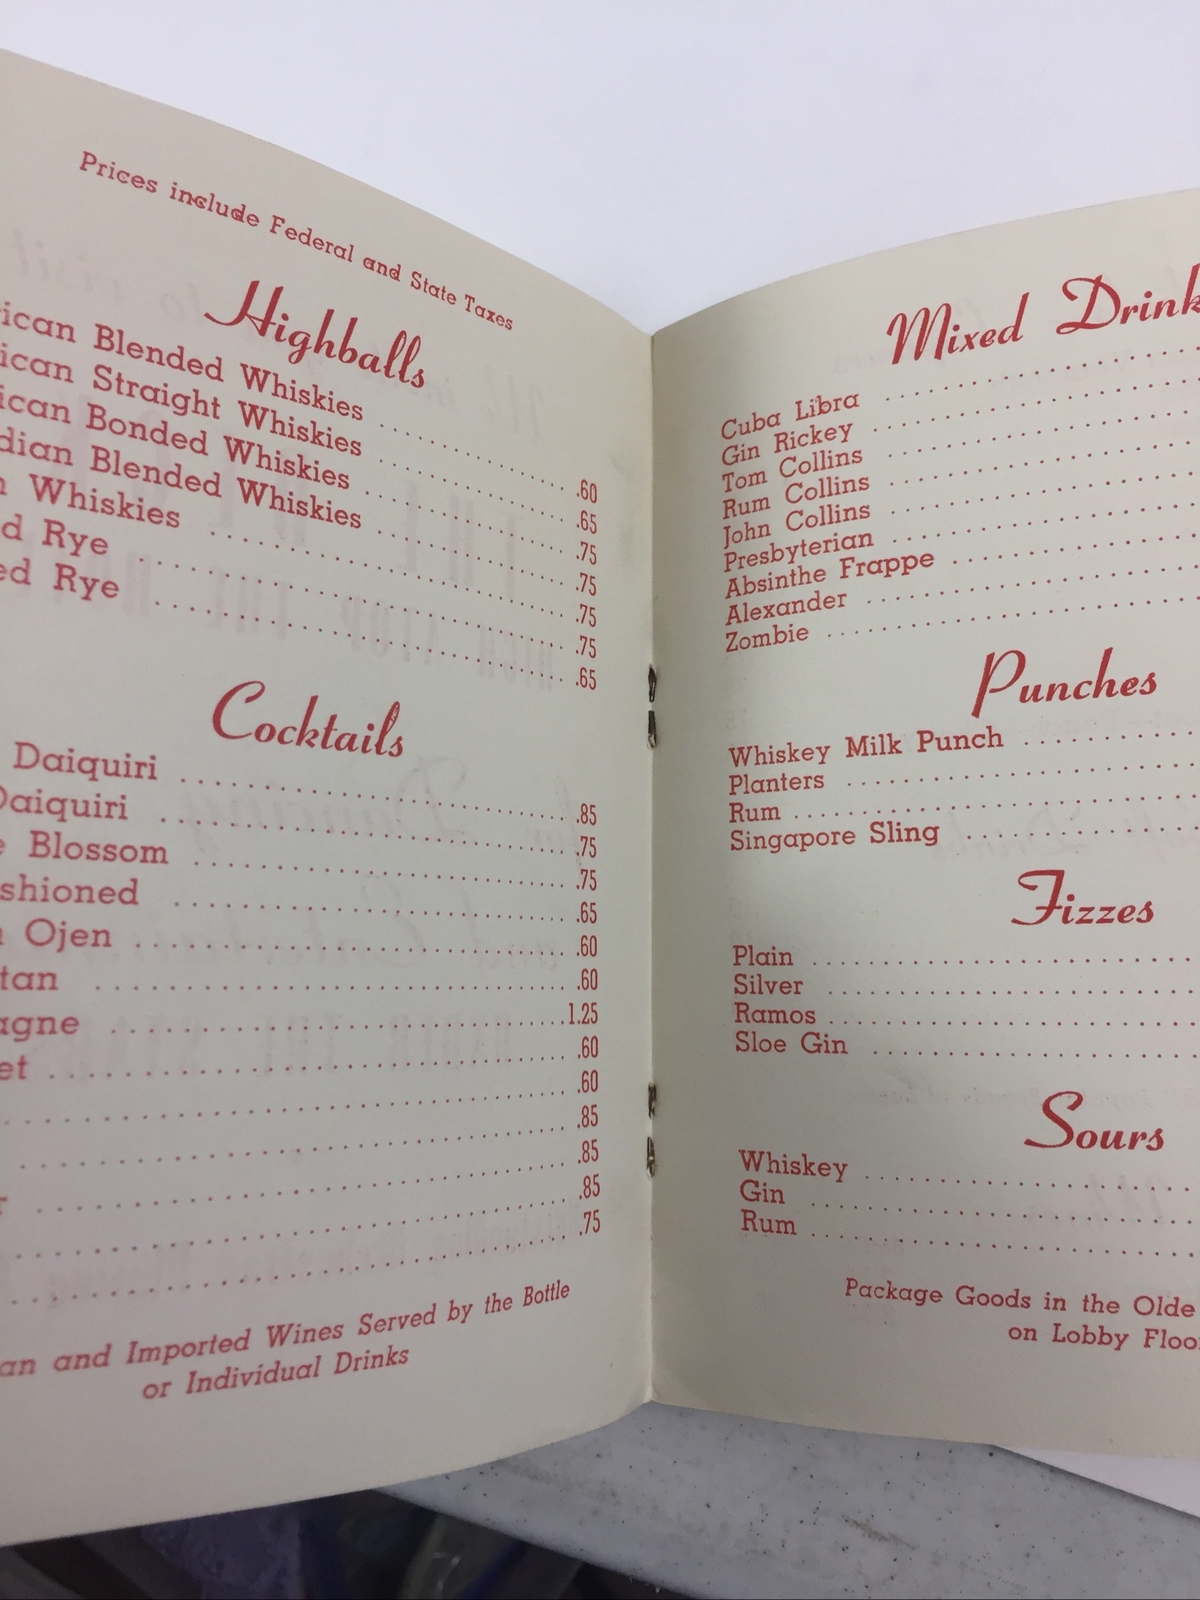 Prices include Federal and State Taxes
Highballs
ican Blended Whiskies .60
ican Straight Whiskies .65
ican Bonded Whiskies .75
dian Blended Whiskies .75
Whiskies .75
d Rye .75
ed Rye .65
Cocktails
Daiquiri .85
Daiquiri .75
Blossom .75
shioned .65
Ojen .60
tan .60
agne 1.25
et .60
.60
.85
.85
.85
.75
an and Imported Wines Served by the Bottle
or Individual Drinks
Mixed Drink
Cuba Libra
Gin Rickey
Tom Collins
Rum Collins
John Collins
Presbyterian
Absinthe Frappe
Alexander
Zombie
Punches
Whiskey Milk Punch
Planters
Rum
Singapore Sling
Fizzes
Plain
Silver
Ramos
Sloe Gin
Sours
Whiskey
Gin
Rum
Package Goods in the Olde
on Lobby Floor